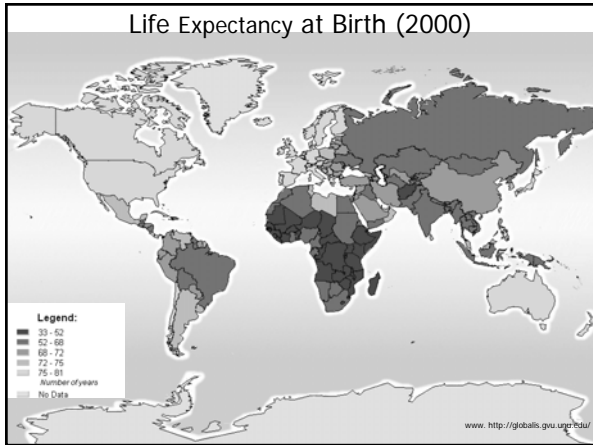 Life Expectancy at Birth (2000)
Legend:
33 - 52
52 - 68
68 - 72
72 - 75
75 - 81
Number of years
No Data
www. http://globalis.gvu.unu.edu/